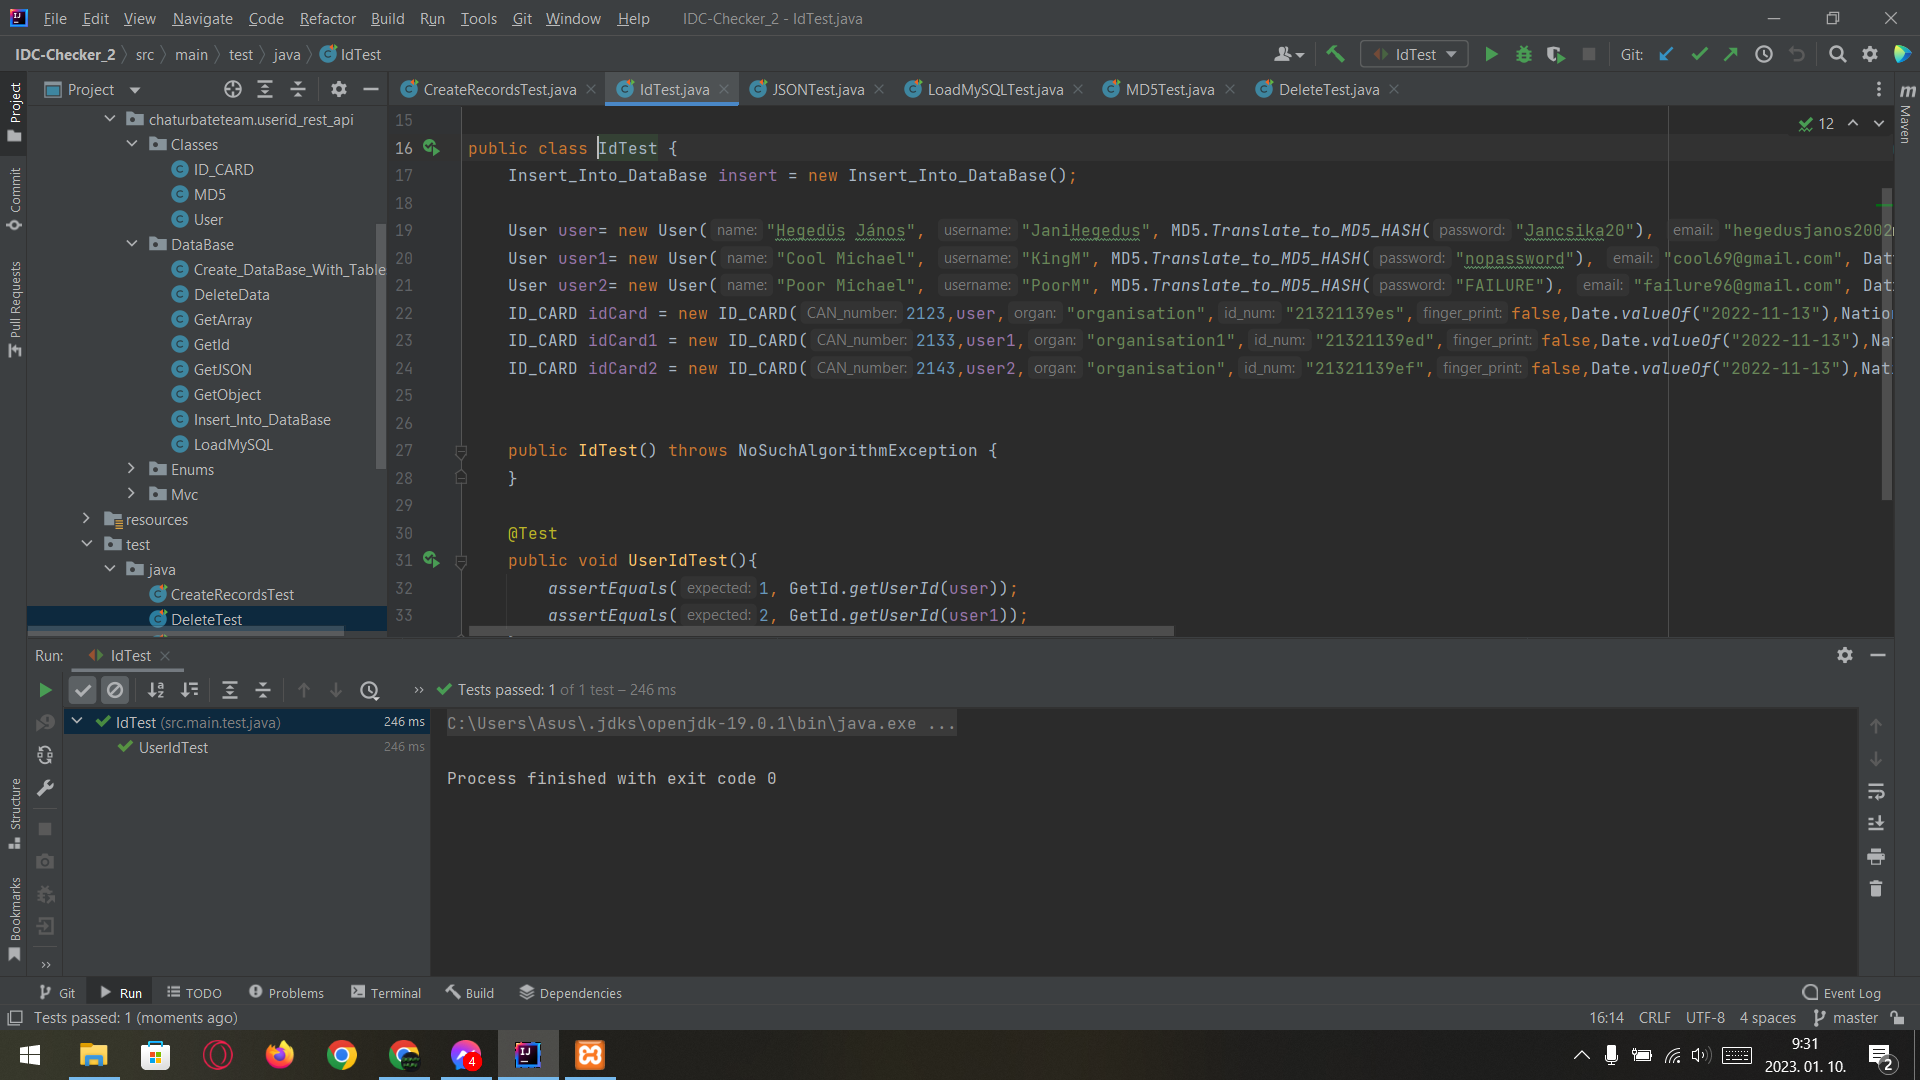 File Edit View Navigate Code Refactor Build Run Tools Git Window Help IDC-Checker_2 - IdTest.java
IDC-Checker_2 src main test java IdTest
IdTest Git:
Project
CreateRecordsTest.java IdTest.java JSONTest.java LoadMySQLTest.java MD5Test.java DeleteTest.java
Project
Commit
Pull Requests
Structure
Bookmarks
m Maven
chaturbateteam.userid_rest_api
Classes
ID_CARD
MD5
User
DataBase
Create_DataBase_With_Table
DeleteData
GetArray
GetId
GetJSON
GetObject
Insert_Into_DataBase
LoadMySQL
Enums
Mvc
resources
test
java
CreateRecordsTest
DeleteTest
12
15
16 public class IdTest {
17 Insert_Into_DataBase insert = new Insert_Into_DataBase();
18
19 User user= new User( name: "Hegedüs János", username: "JaniHegedus", MD5.Translate_to_MD5_HASH( password: "Jancsika20"), email: "hegedusjanos2002
20 User user1= new User( name: "Cool Michael", username: "KingM", MD5.Translate_to_MD5_HASH( password: "nopassword"), email: "cool69@gmail.com", Dat
21 User user2= new User( name: "Poor Michael", username: "PoorM", MD5.Translate_to_MD5_HASH( password: "FAILURE"), email: "failure96@gmail.com", Dat
22 ID_CARD idCard = new ID_CARD( CAN_number: 2123,user, organ: "organisation", id_num: "21321139es", finger_print: false,Date.valueOf("2022-11-13"),Natio
23 ID_CARD idCard1 = new ID_CARD( CAN_number: 2133,user1, organ: "organisation1", id_num: "21321139ed", finger_print: false,Date.valueOf("2022-11-13"),Na
24 ID_CARD idCard2 = new ID_CARD( CAN_number: 2143,user2, organ: "organisation", id_num: "21321139ef", finger_print: false,Date.valueOf("2022-11-13"),Nat
25
26
27 public IdTest() throws NoSuchAlgorithmException {
28 }
29
30 @Test
31 public void UserIdTest(){
32 assertEquals( expected: 1, GetId.getUserId(user));
33 assertEquals( expected: 2, GetId.getUserId(user1));
Run: IdTest
Tests passed: 1 of 1 test – 246 ms
IdTest (src.main.test.java) 246 ms
UserIdTest 246 ms
C:\Users\Asus\.jdks\openjdk-19.0.1\bin\java.exe ...
Process finished with exit code 0
Git Run TODO Problems Terminal Build Dependencies Event Log
Tests passed: 1 (moments ago) 16:14 CRLF UTF-8 4 spaces master
4
9:31
2023. 01. 10.
2